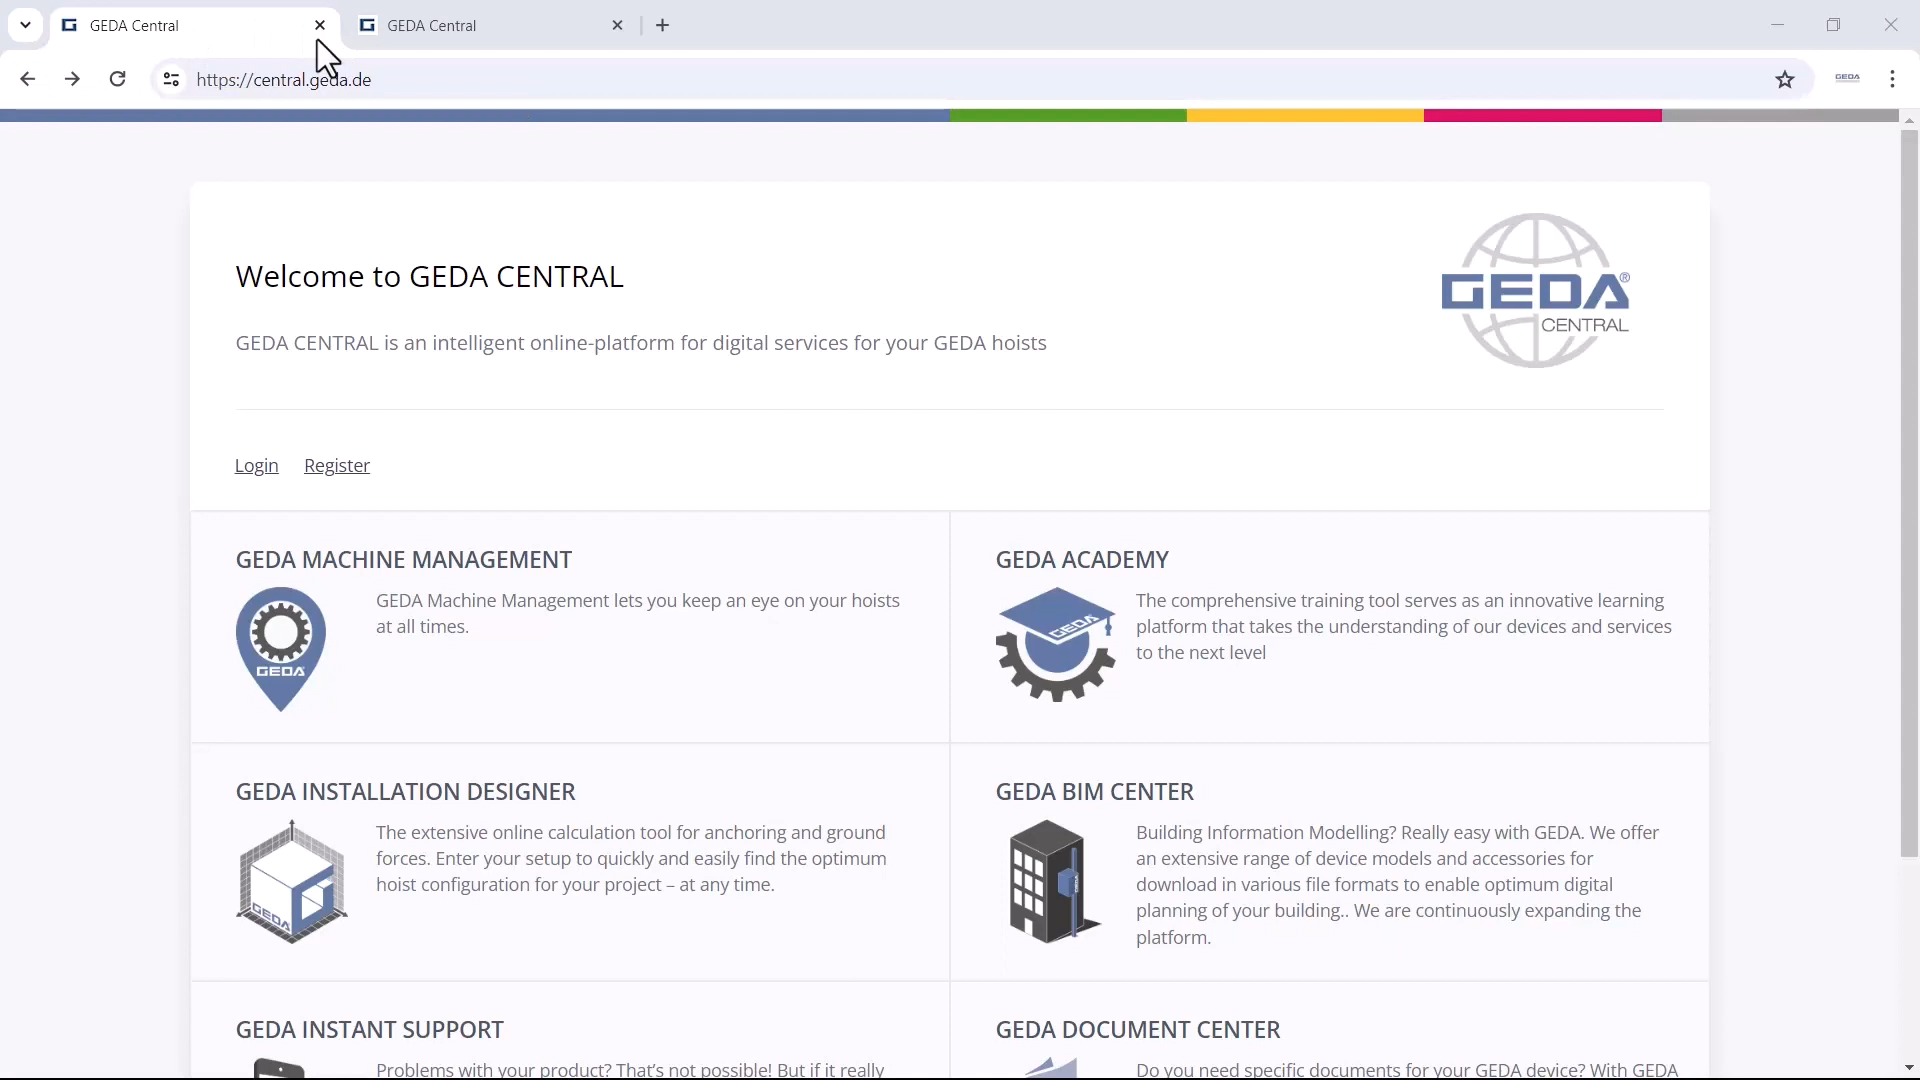 GEDA Central
GEDA Central
https://central.geda.de
GEDA
Welcome to GEDA CENTRAL
GEDA®
CENTRAL
GEDA CENTRAL is an intelligent online-platform for digital services for your GEDA hoists
Login Register
GEDA MACHINE MANAGEMENT
GEDA
GEDA Machine Management lets you keep an eye on your hoists
at all times.
GEDA ACADEMY
GEDA
The comprehensive training tool serves as an innovative learning
platform that takes the understanding of our devices and services
to the next level
GEDA INSTALLATION DESIGNER
GEDA
The extensive online calculation tool for anchoring and ground
forces. Enter your setup to quickly and easily find the optimum
hoist configuration for your project – at any time.
GEDA BIM CENTER
Building Information Modelling? Really easy with GEDA. We offer
an extensive range of device models and accessories for
download in various file formats to enable optimum digital
planning of your building.. We are continuously expanding the
platform.
GEDA INSTANT SUPPORT
Problems with your product? That's not possible! But if it really
GEDA DOCUMENT CENTER
Do you need specific documents for your GEDA device? With GEDA